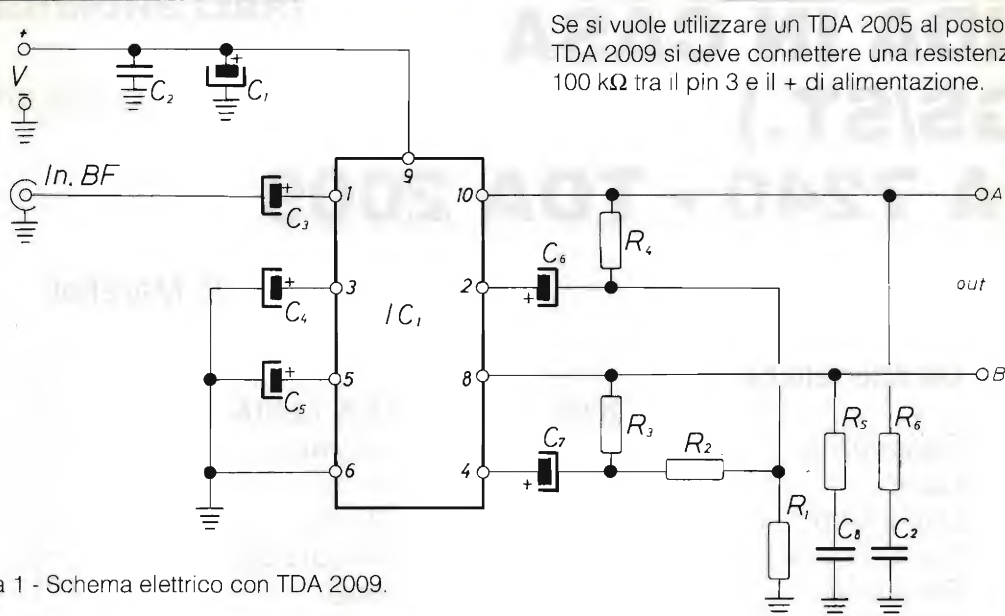 Se si vuole utilizzare un TDA 2005 al posto
TDA 2009 si deve connettere una resistenz
100 kΩ tra il pin 3 e il + di alimentazione.
+
V
-
C2
C1
In. BF
C3
C4
C5
1
3
5
6
9
IC1
10
2
8
4
C6
C7
R4
R3
R2
R1
R5
R6
C8
C2
A
out
B
a 1 - Schema elettrico con TDA 2009.